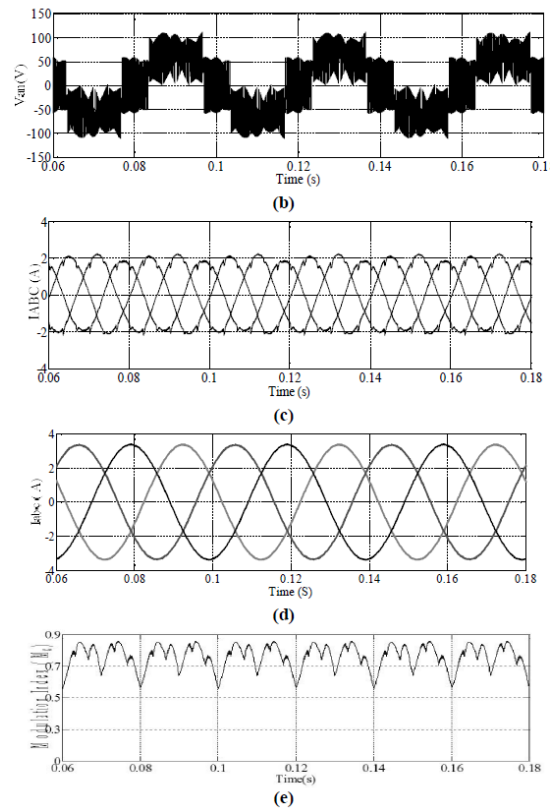 150
100
50
0
-50
-100
-150
Van(V)
0.06 0.08 0.1 0.12 0.14 0.16 0.1
Time (s)
(b)
4
2
0
-2
-4
IABC (A)
0.06 0.08 0.1 0.12 0.14 0.16 0.18
Time (s)
(c)
4
2
0
-2
-4
Iabc( A)
0.06 0.08 0.1 0.12 0.14 0.16 0.18
Time (S)
(d)
0.9
0.7
0.5
0.3
Modulation Index
0.06 0.08 0.1 0.12 0.14 0.16 0.18
Time(s)
(e)